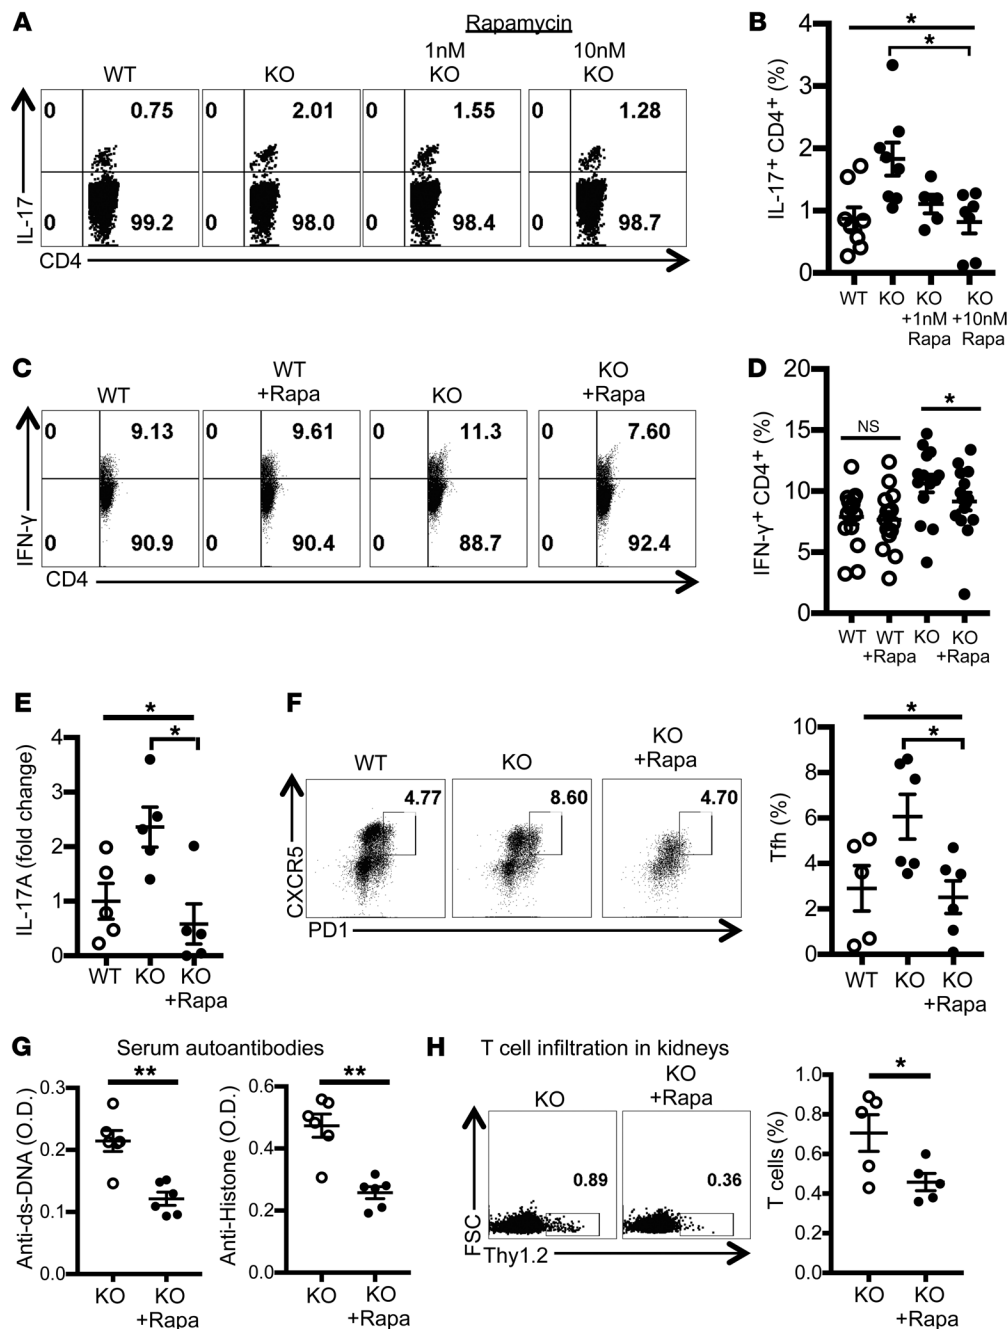 A
Rapamycin
1nM 10nM
WT KO KO KO
0 0.75 0 2.01 0 1.55 0 1.28
0 99.2 0 98.0 0 98.4 0 98.7
IL-17
CD4
B
IL-17+ CD4+ (%)
4
3
2
1
0
WT KO KO KO
+1nM +10nM
Rapa Rapa
* *
C
WT WT KO KO
+Rapa +Rapa
0 9.13 0 9.61 0 11.3 0 7.60
0 90.9 0 90.4 0 88.7 0 92.4
IFN-γ
CD4
D
IFN-γ+ CD4+ (%)
20
15
10
5
0
NS *
WT WT KO KO
+Rapa +Rapa
E
IL-17A (fold change)
4
3
2
1
0
* *
WT KO KO
+Rapa
F
WT KO KO
+Rapa
4.77 8.60 4.70
CXCR5
PD1
Tfh (%)
10
8
6
4
2
0
* *
WT KO KO
+Rapa
G
Serum autoantibodies
Anti-ds-DNA (O.D.)
0.3
0.2
0.1
0.0
**
KO KO
+Rapa
Anti-Histone (O.D.)
0.6
0.4
0.2
0.0
**
KO KO
+Rapa
H
T cell infiltration in kidneys
KO KO
+Rapa
0.89 0.36
FSC
Thy1.2
T cells (%)
1.0
0.8
0.6
0.4
0.2
0.0
*
KO KO
+Rapa